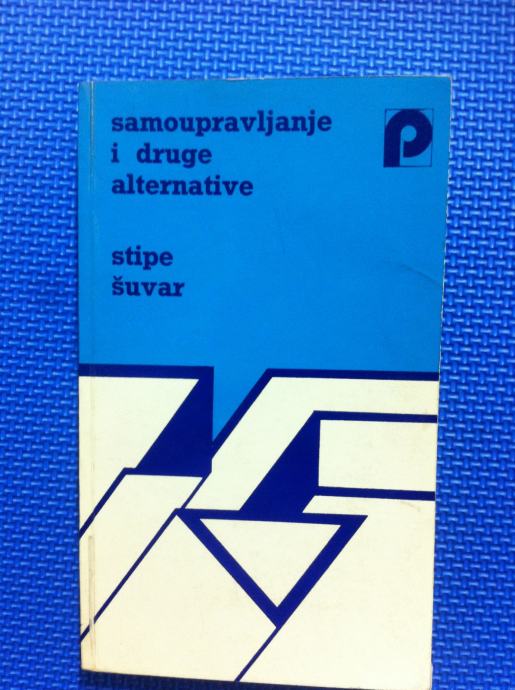 samoupravljanje
i druge
alternative
stipe
šuvar
p